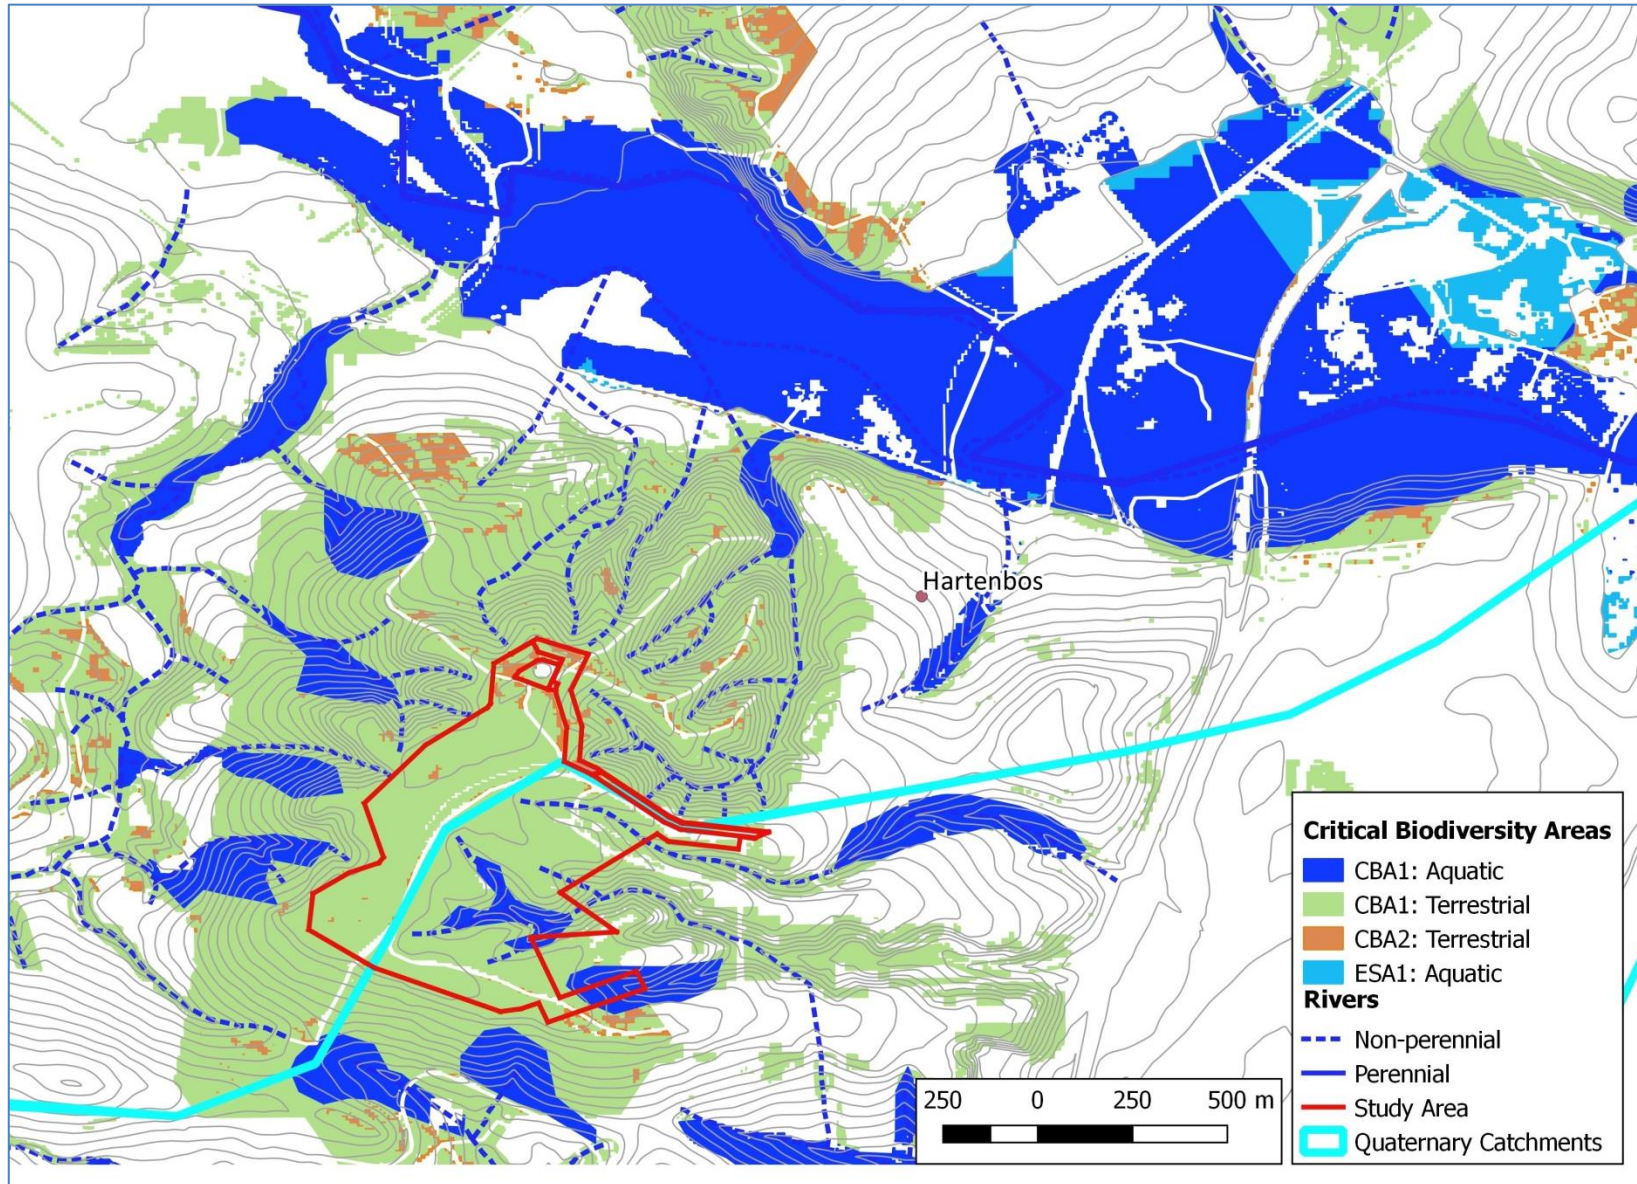 Hartenbos
Critical Biodiversity Areas
CBA1: Aquatic
CBA1: Terrestrial
CBA2: Terrestrial
ESA1: Aquatic
Rivers
Non-perennial
Perennial
Study Area
Quaternary Catchments
250 0 250 500 m